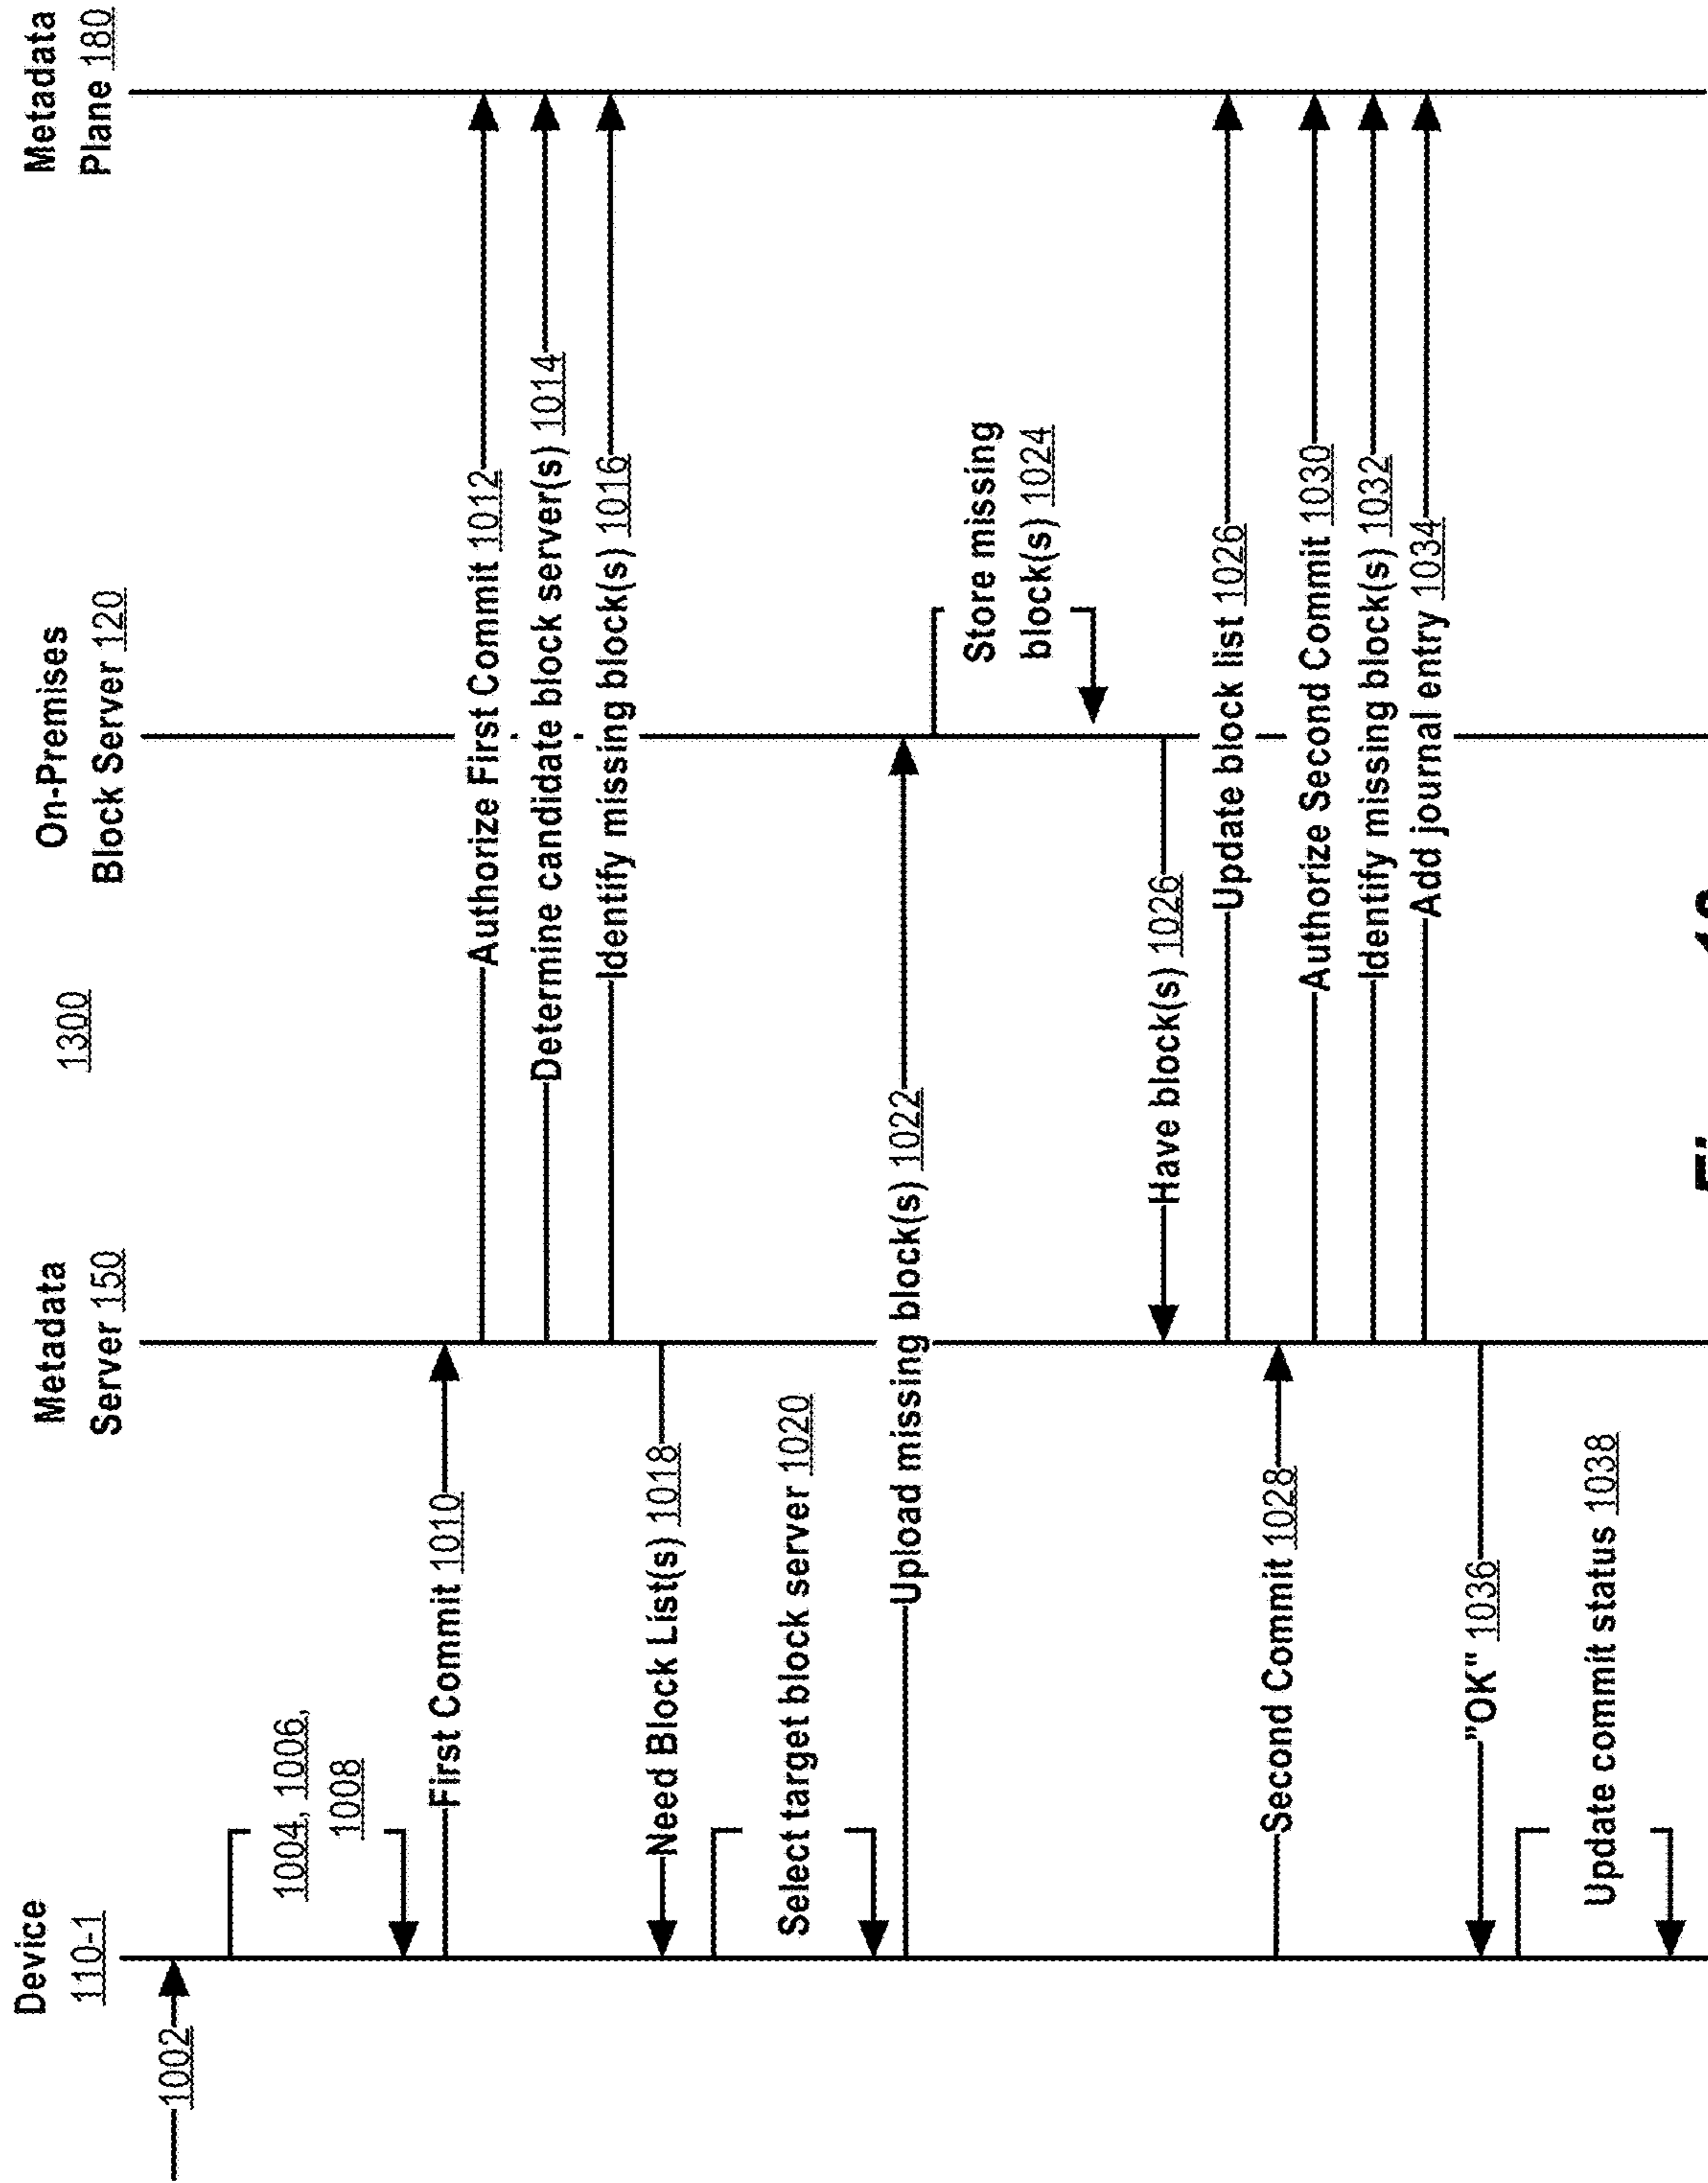 1300
Device
110-1
Metadata
Server 150
On-Premises
Block Server 120
Metadata
Plane 180
1002
1004, 1006,
1008
First Commit 1010
Authorize First Commit 1012
Determine candidate block server(s) 1014
Identify missing block(s) 1016
Need Block List(s) 1018
Select target block server 1020
Upload missing block(s) 1022
Store missing
block(s) 1024
Have block(s) 1026
Update block list 1026
Second Commit 1028
Authorize Second Commit 1030
Identify missing block(s) 1032
Add journal entry 1034
"OK" 1036
Update commit status 1038